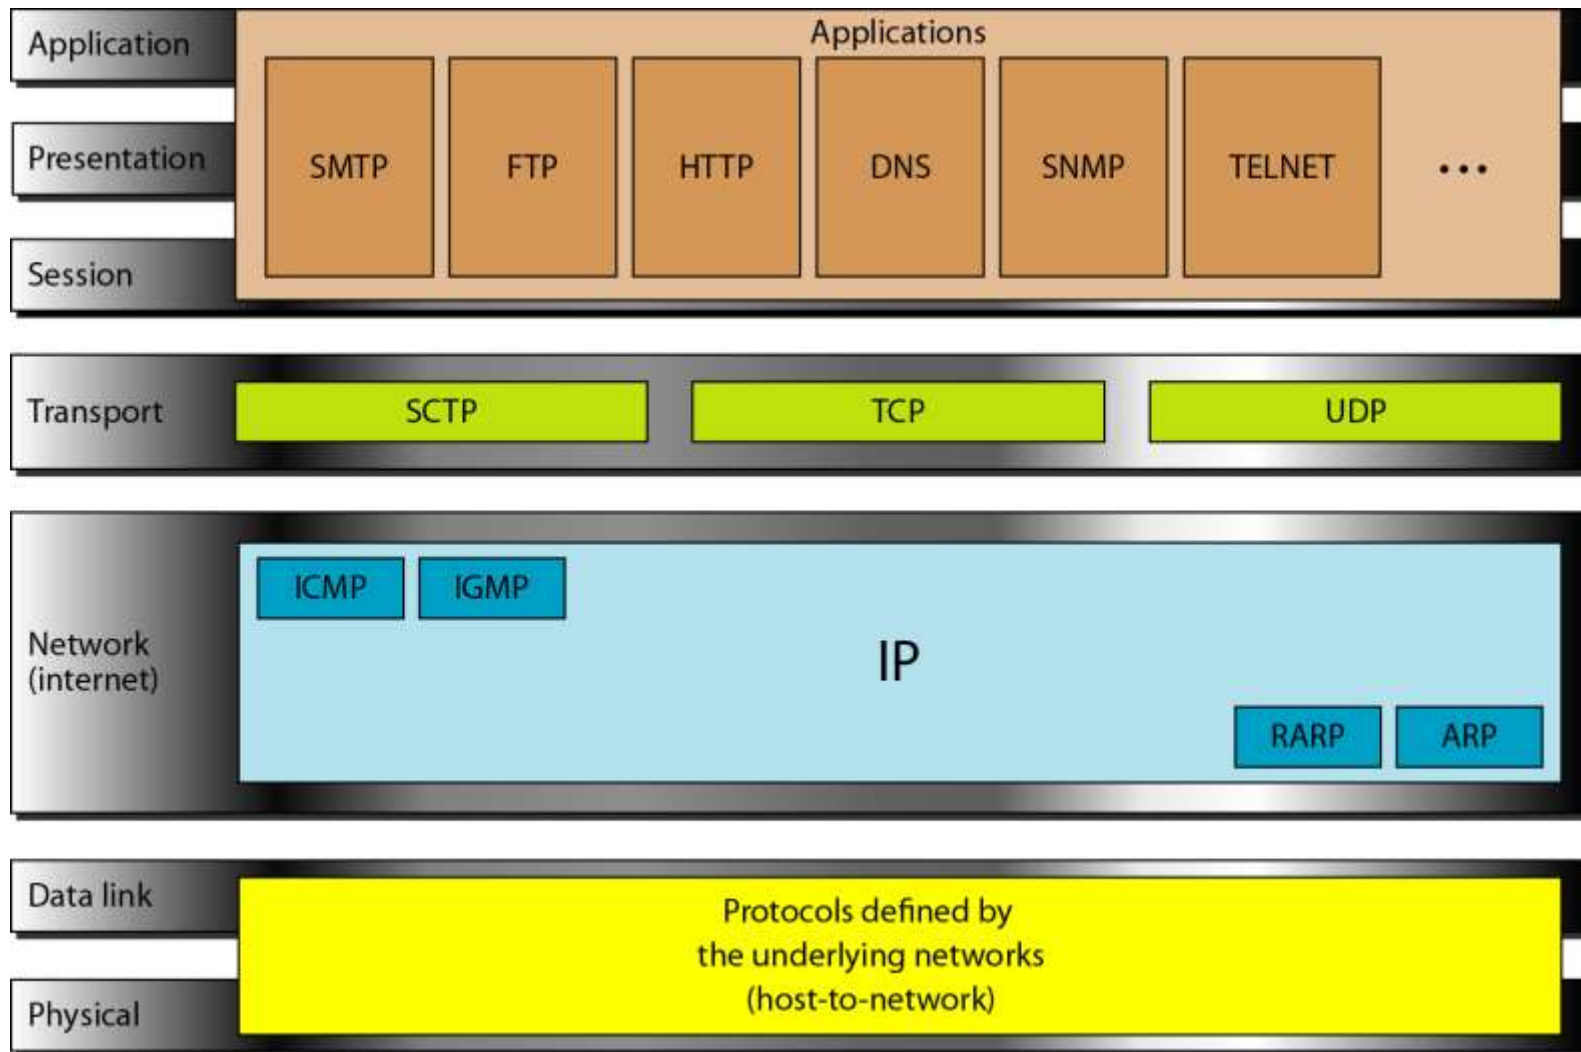 Application
Applications
Presentation
SMTP
FTP
HTTP
DNS
SNMP
TELNET
...
Session
Transport
SCTP
TCP
UDP
Network
(internet)
ICMP
IGMP
IP
RARP
ARP
Data link
Protocols defined by
the underlying networks
(host-to-network)
Physical